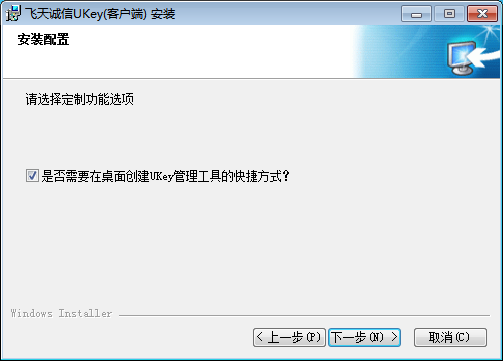 飞天诚信UKey(客户端) 安装
安装配置
请选择定制功能选项
是否需要在桌面创建UKey管理工具的快捷方式?
Windows Installer
< 上一步(P)
下一步(N) >
取消(C)